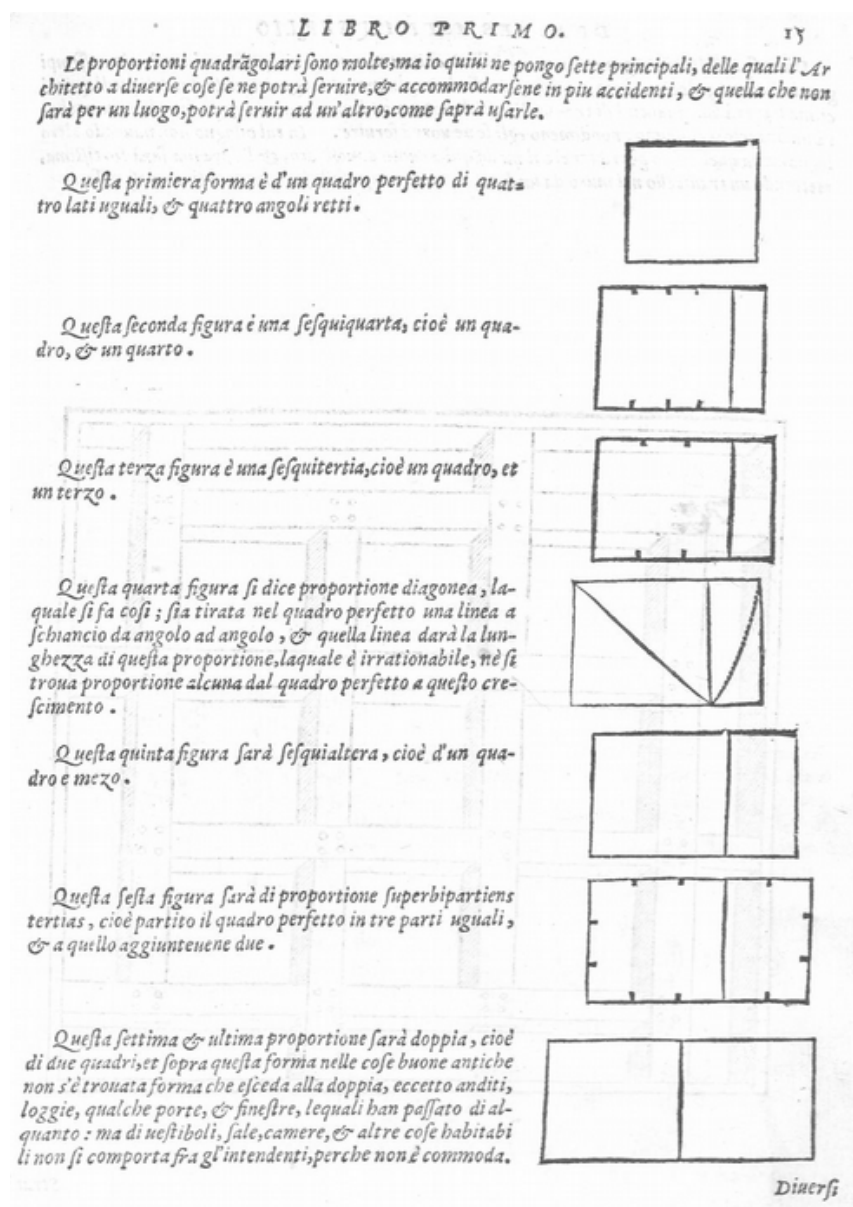 LIBRO PRIMO. 15
Le proportioni quadrãgolari ſono molte, ma io quiui ne pongo ſette principali, delle quali l'Ar
chitetto a diuerſe coſe ſe ne potrà ſeruire, & accommodarſene in piu accidenti, & quella che non
ſarà per un luogo, potrà ſeruir ad un'altro, come ſaprà uſarle.
Queſta primiera forma è d'un quadro perfetto di quat=
tro lati uguali, & quattro angoli retti.
Queſta ſeconda figura è una ſeſquiquarta, cioè un qua-
dro, & un quarto.
Queſta terza figura è una ſeſquitertia, cioè un quadro, et
un terzo.
Queſta quarta figura ſi dice proportione diagonea, la-
quale ſi fa coſi; ſia tirata nel quadro perfetto una linea a
ſchiancio da angolo ad angolo, & quella linea darà la lun-
ghezza di queſta proportione, laquale è irrationabile, nè ſi
troua proportione alcuna dal quadro perfetto a queſto cre-
ſcimento.
Queſta quinta figura ſarà ſeſquialtera, cioè d'un qua-
dro e mezo.
Queſta ſeſta figura ſarà di proportione ſuperbipartiens
tertias, cioè partito il quadro perfetto in tre parti uguali,
& a quello aggiunteuene due.
Queſta ſettima & ultima proportione ſarà doppia, cioè
di due quadri, et ſopra queſta forma nelle coſe buone antiche
non s'è trouata forma che eſceda alla doppia, eccetto anditi,
loggie, qualche porte, & fineſtre, lequali han paſſato di al-
quanto: ma di ueſtiboli, ſale, camere, & altre coſe habitabi
li non ſi comporta fra gl'intendenti, perche non è commoda.
Diuerſi